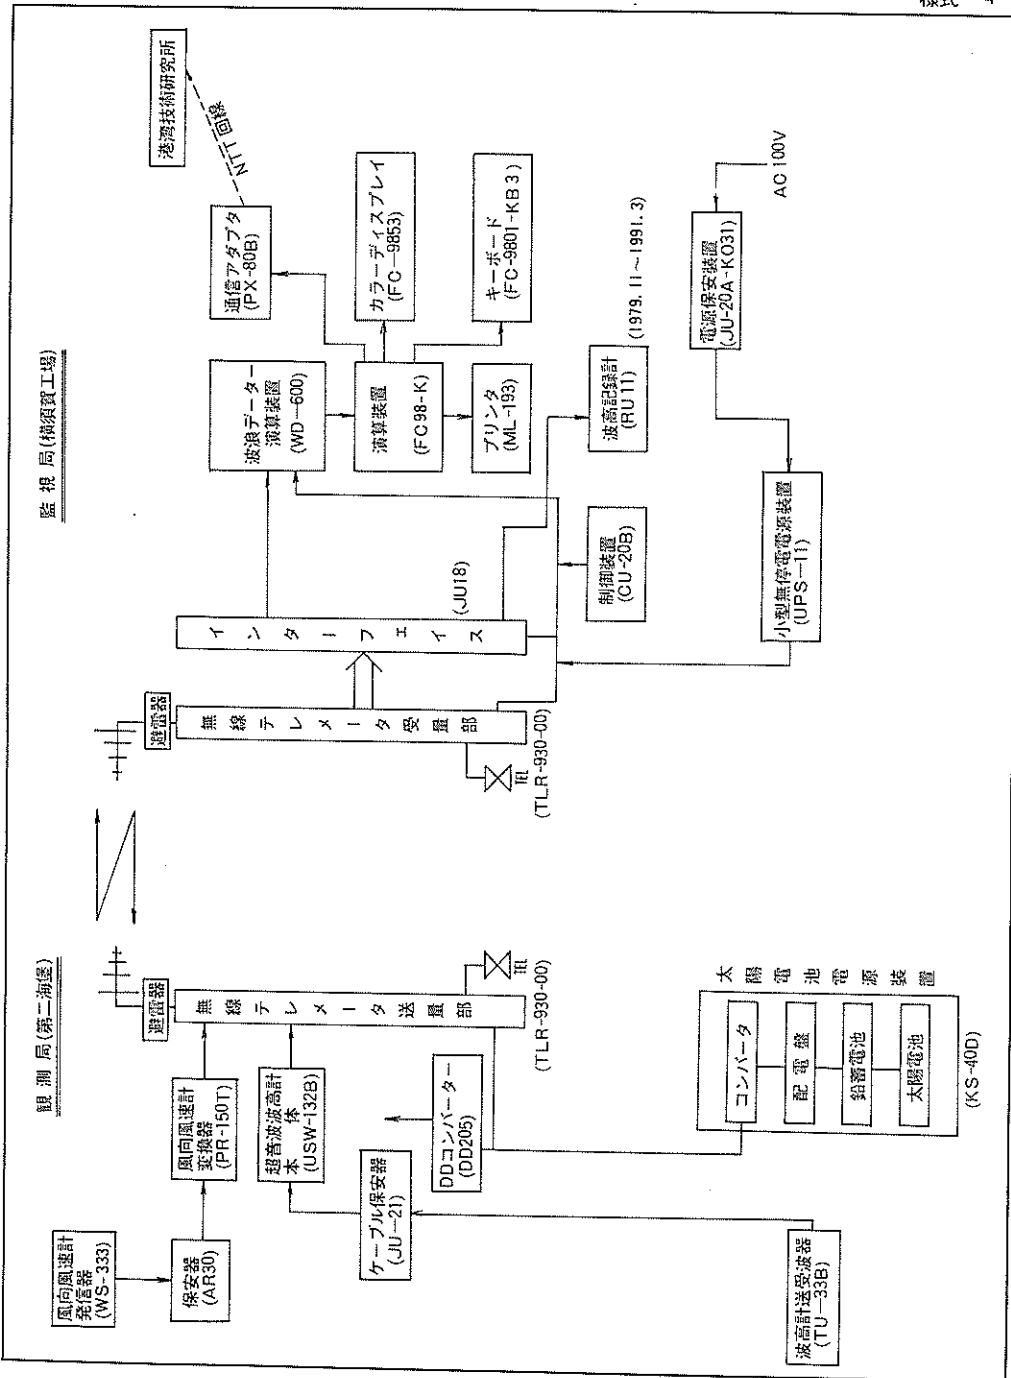 様式
観測局(第二海堡)
監視局(横須賀工場)
風向風速計
発信器
(WS-333)
保安器
(AR30)
風向風速計
変換器
(PR-150T)
超音波波高計
本体
(USW-132B)
ケーブル保安器
(JU-21)
波高計送受波器
(TU-33B)
DDコンバーター
(DD205)
避雷器
無線テレメータ送量部
TEL
(TLR-930-00)
コンバータ
配電盤
鉛蓄電池
太陽電池
太陽電池電源装置
(KS-40D)
避雷器
無線テレメータ受量部
TEL
(TLR-930-00)
インターフェイス
(JU18)
波浪データー
演算装置
(WD-600)
演算装置
(FC98-K)
プリンタ
(ML-193)
通信アダプタ
(PX-80B)
NTT回線
港湾技術研究所
カラーディスプレイ
(FC-9853)
キーボード
(FC-9801-KB3)
制御装置
(CU-20B)
波高記録計
(RU11)
(1979.11~1991.3)
小型無停電電源装置
(UPS-11)
電源保安装置
(JU-20A-KO31)
AC100V